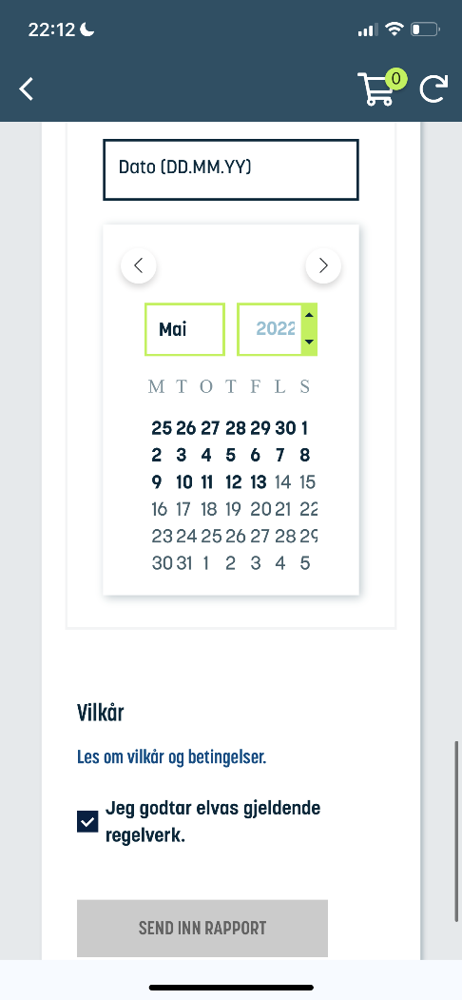 22:12
0
Dato (DD.MM.YY)
Mai 2022
M T O T F L S
25 26 27 28 29 30 1
2 3 4 5 6 7 8
9 10 11 12 13 14 15
16 17 18 19 20 21 22
23 24 25 26 27 28 29
30 31 1 2 3 4 5
Vilkår
Les om vilkår og betingelser.
Jeg godtar elvas gjeldende
regelverk.
SEND INN RAPPORT